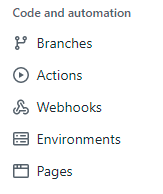 Code and automation
Branches
Actions
Webhooks
Environments
Pages